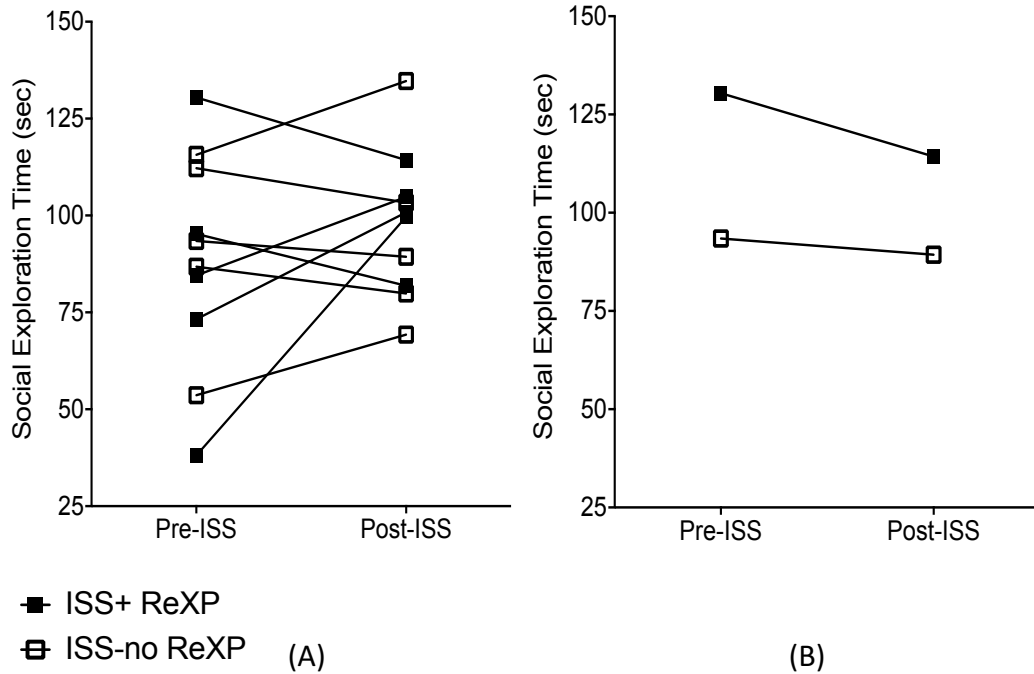 Social Exploration Time (sec)
150
125
100
75
50
25
Pre-ISS
Post-ISS
Social Exploration Time (sec)
150
125
100
75
50
25
Pre-ISS
Post-ISS
ISS+ ReXP
ISS-no ReXP
(A)
(B)